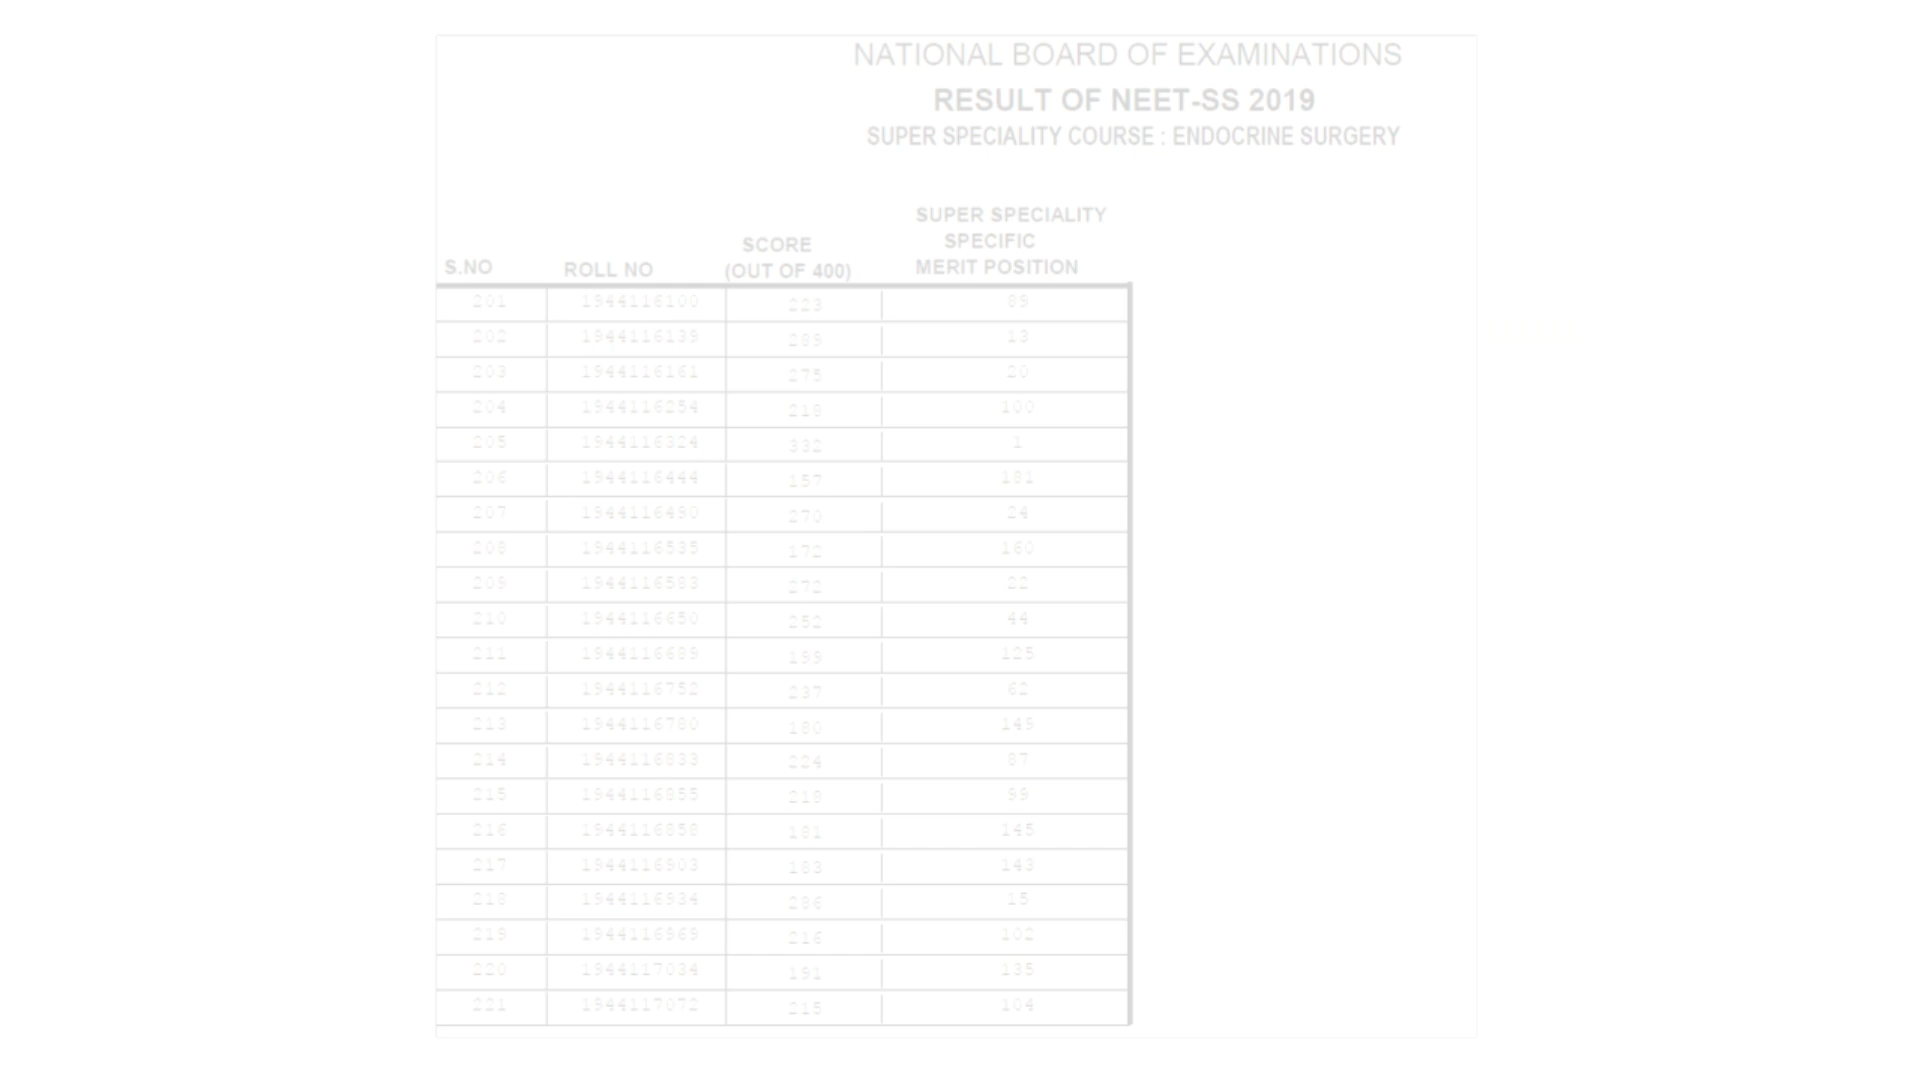 NATIONAL BOARD OF EXAMINATIONS
RESULT OF NEET-SS 2019
SUPER SPECIALITY COURSE : ENDOCRINE SURGERY
S.NO ROLL NO SCORE (OUT OF 400) SUPER SPECIALITY SPECIFIC MERIT POSITION
201 1944116100 223 89
202 1944116139 289 13
203 1944116161 275 20
204 1944116254 218 100
205 1944116324 332 1
206 1944116444 157 181
207 1944116490 270 24
208 1944116535 172 160
209 1944116593 272 22
210 1944116650 252 44
211 1944116689 199 125
212 1944116752 237 62
213 1944116780 180 149
214 1944116833 224 87
215 1944116855 218 99
216 1944116858 181 145
217 1944116903 183 143
218 1944116934 286 15
219 1944116969 216 102
220 1944117034 191 135
221 1944117072 215 104